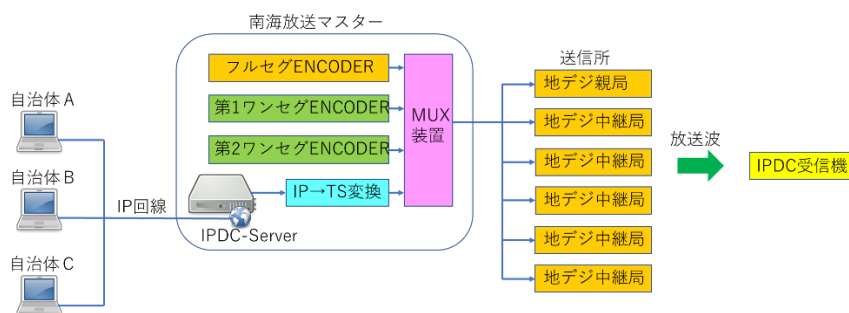 南海放送マスター
自治体A
自治体B
自治体C
IP回線
フルセグENCODER
第1ワンセグENCODER
第2ワンセグENCODER
IPDC-Server
IP→TS変換
MUX
装置
送信所
地デジ親局
地デジ中継局
地デジ中継局
地デジ中継局
地デジ中継局
地デジ中継局
放送波
IPDC受信機